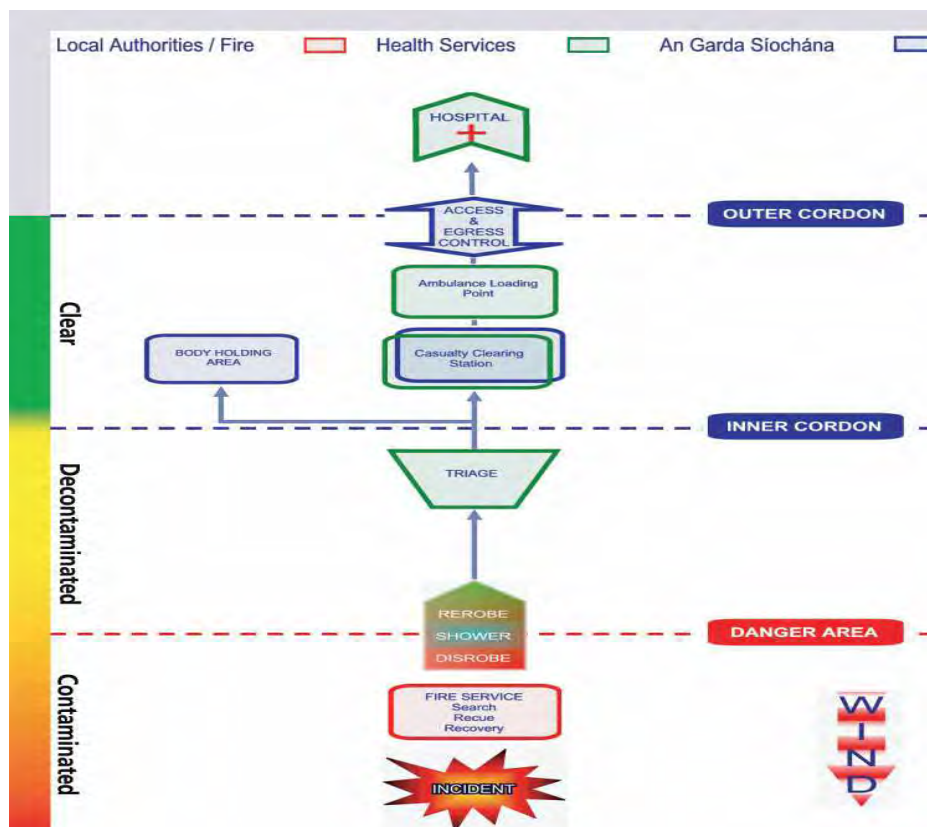 Local Authorities / Fire
Health Services
An Garda Síochána
HOSPITAL
ACCESS
&
EGRESS
CONTROL
OUTER CORDON
Ambulance Loading
Point
Clear
BODY HOLDING
AREA
Casualty Clearing
Station
INNER CORDON
TRIAGE
Decontaminated
REROBE
SHOWER
DISROBE
DANGER AREA
FIRE SERVICE
Search
Recue
Recovery
Contaminated
WIND
INCIDENT